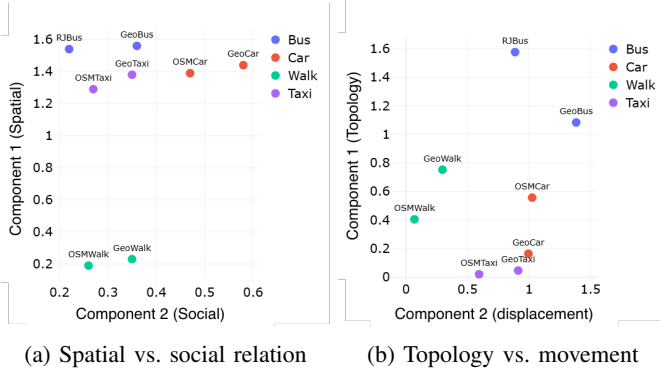 1.6
1.4
1.2
1
0.8
0.6
0.4
0.2
0.2
0.3
0.4
0.5
0.6
Component 1 (Spatial)
Component 2 (Social)
RJBus
GeoBus
GeoTaxi
OSMTaxi
OSMCar
GeoCar
OSMWalk
GeoWalk
Bus
Car
Walk
Taxi
(a) Spatial vs. social relation
1.6
1.4
1.2
1
0.8
0.6
0.4
0.2
0
0
0.5
1
1.5
Component 1 (Topology)
Component 2 (displacement)
RJBus
GeoBus
GeoWalk
OSMWalk
OSMCar
GeoCar
OSMTaxi
GeoTaxi
Bus
Car
Walk
Taxi
(b) Topology vs. movement